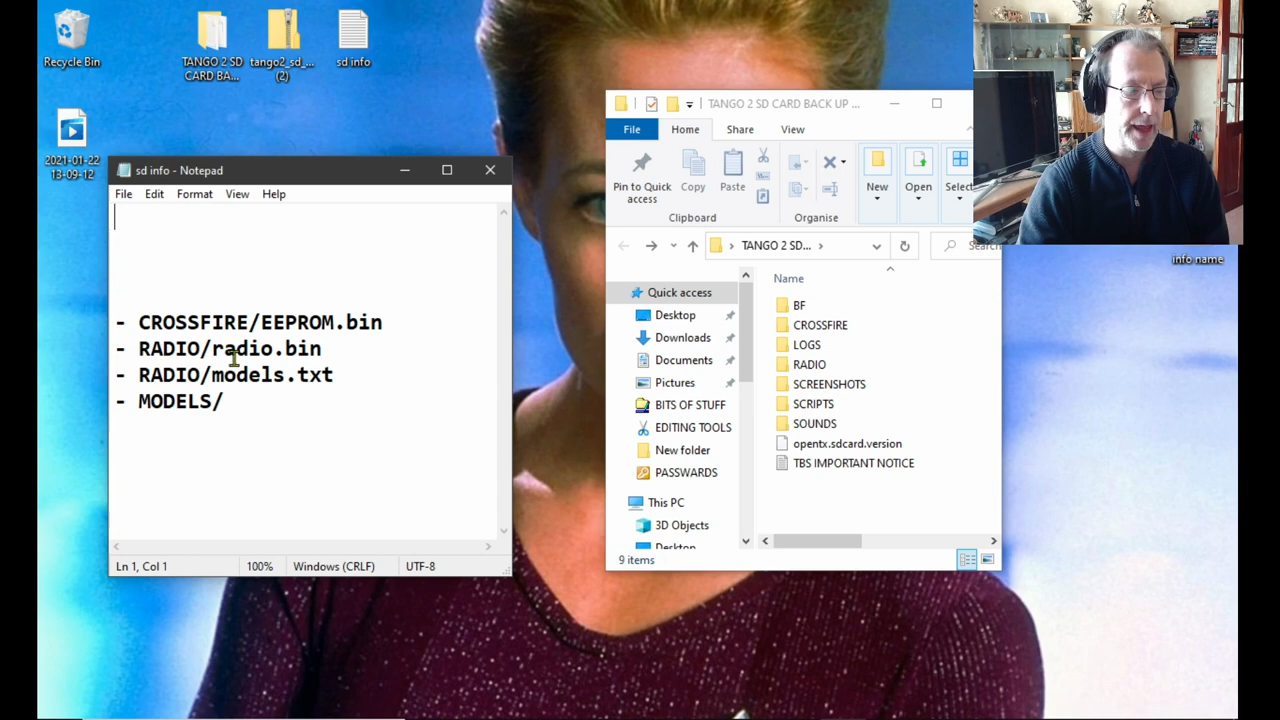 Recycle Bin
TANGO 2 SD
CARD BA...
tango2_sd_...
(2)
sd info
2021-01-22
13-09-12
sd info - Notepad
File Edit Format View Help
- CROSSFIRE/EEPROM.bin
- RADIO/radio.bin
- RADIO/models.txt
- MODELS/
Ln 1, Col 1 100% Windows (CRLF) UTF-8
TANGO 2 SD CARD BACK UP ...
File Home Share View
Pin to Quick
access
Copy
Paste
New
Open
Select
Clipboard Organise
TANGO 2 SD...
Search
Name
Quick access
Desktop
Downloads
Documents
Pictures
BITS OF STUFF
EDITING TOOLS
New folder
PASSWARDS
This PC
3D Objects
Desktop
BF
CROSSFIRE
LOGS
RADIO
SCREENSHOTS
SCRIPTS
SOUNDS
opentx.sdcard.version
TBS IMPORTANT NOTICE
9 items
info name